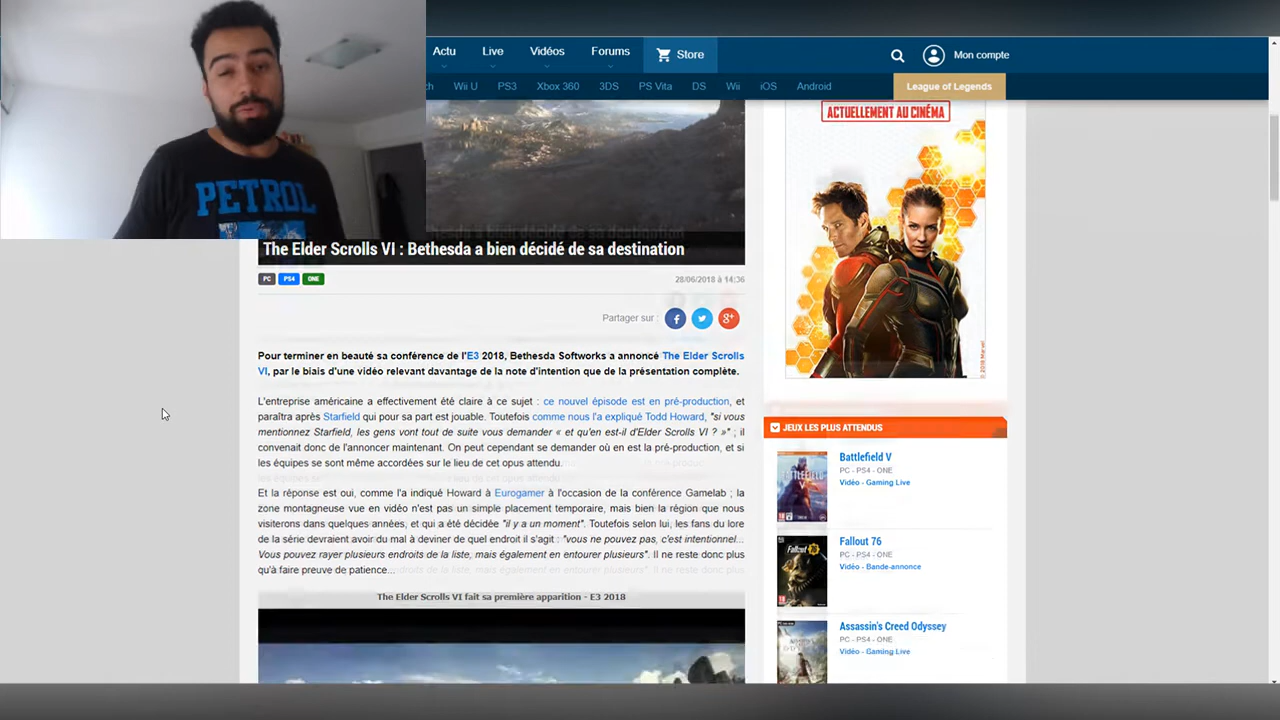 PETROL
Actu Live Vidéos Forums Store Mon compte
Wii U PS3 Xbox 360 3DS PS Vita DS Wii iOS Android League of Legends
The Elder Scrolls VI : Bethesda a bien décidé de sa destination
PC PS4 ONE 28/06/2018 à 14:36
Partager sur :
Pour terminer en beauté sa conférence de l'E3 2018, Bethesda Softworks a annoncé The Elder Scrolls
VI, par le biais d'une vidéo relevant davantage de la note d'intention que de la présentation complète.
L'entreprise américaine a effectivement été claire à ce sujet : ce nouvel épisode est en pré-production, et
paraîtra après Starfield qui pour sa part est jouable. Toutefois comme nous l'a expliqué Todd Howard, "si vous
mentionnez Starfield, les gens vont tout de suite vous demander « et qu'en est-il d'Elder Scrolls VI ? »" ; il
convenait donc de l'annoncer maintenant. On peut cependant se demander où en est la pré-production, et si
les équipes se sont même accordées sur le lieu de cet opus attendu.
Et la réponse est oui, comme l'a indiqué Howard à Eurogamer à l'occasion de la conférence Gamelab ; la
zone montagneuse vue en vidéo n'est pas un simple placement temporaire, mais bien la région que nous
visiterons dans quelques années, et qui a été décidée "il y a un moment". Toutefois selon lui, les fans du lore
de la série devraient avoir du mal à deviner de quel endroit il s'agit : "vous ne pouvez pas, c'est intentionnel...
Vous pouvez rayer plusieurs endroits de la liste, mais également en entourer plusieurs". Il ne reste donc plus
qu'à faire preuve de patience...
The Elder Scrolls VI fait sa première apparition - E3 2018
ACTUELLEMENT AU CINÉMA
JEUX LES PLUS ATTENDUS
Battlefield V
PC - PS4 - ONE
Vidéo - Gaming Live
Fallout 76
PC - PS4 - ONE
Vidéo - Bande-annonce
Assassin's Creed Odyssey
PC - PS4 - ONE
Vidéo - Gaming Live